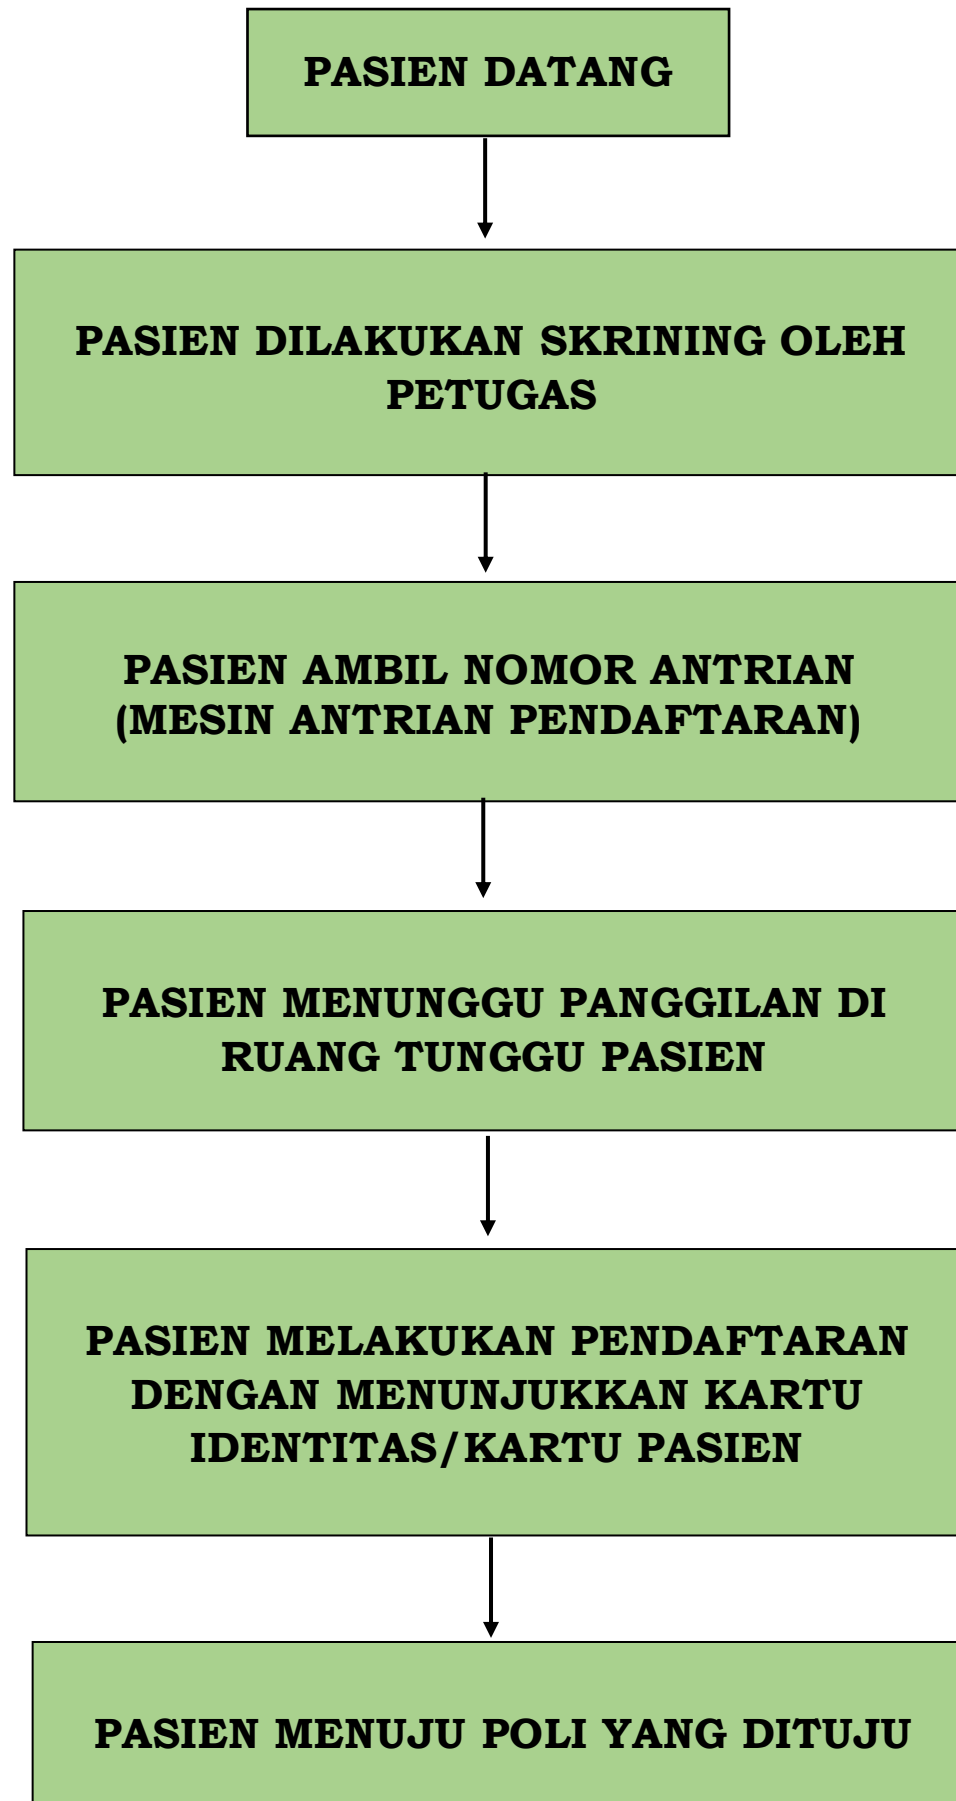 PASIEN DATANG
PASIEN DILAKUKAN SKRINING OLEH
PETUGAS
PASIEN AMBIL NOMOR ANTRIAN
(MESIN ANTRIAN PENDAFTARAN)
PASIEN MENUNGGU PANGGILAN DI
RUANG TUNGGU PASIEN
PASIEN MELAKUKAN PENDAFTARAN
DENGAN MENUNJUKKAN KARTU
IDENTITAS/KARTU PASIEN
PASIEN MENUJU POLI YANG DITUJU